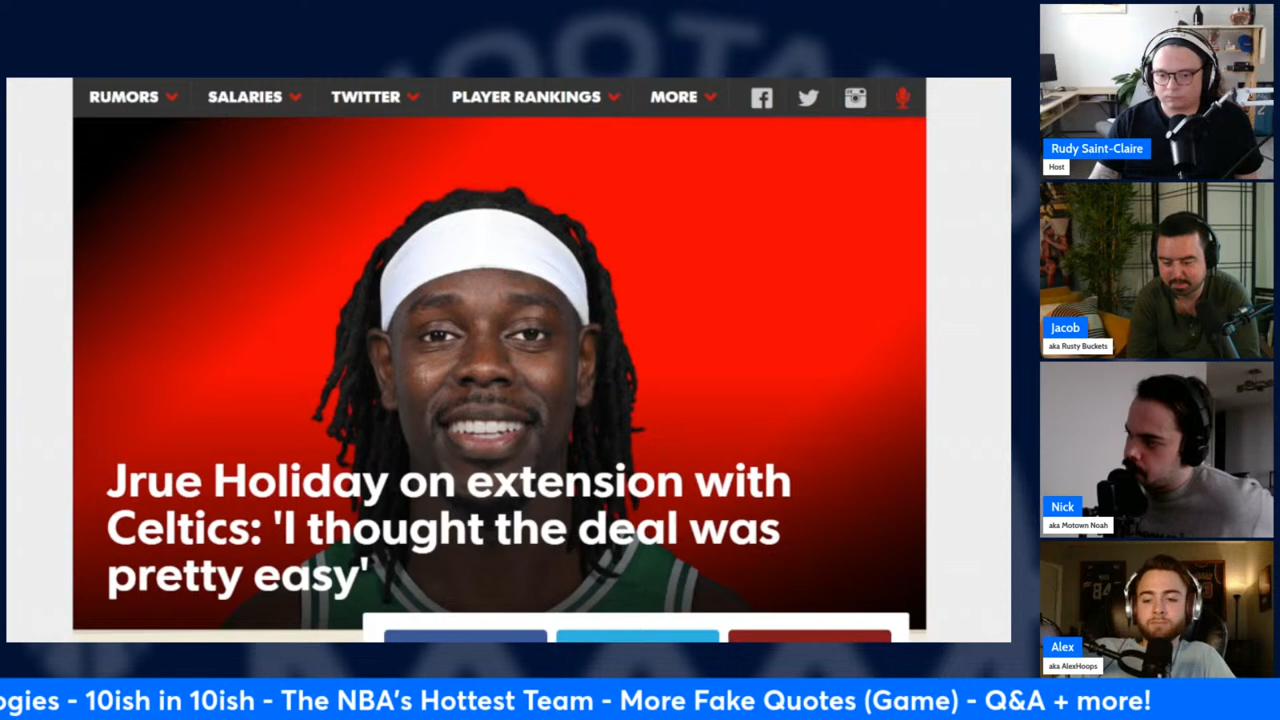 RUMORS SALARIES TWITTER PLAYER RANKINGS MORE
Jrue Holiday on extension with
Celtics: 'I thought the deal was
pretty easy'
Rudy Saint-Claire
Host
Jacob
aka Rusty Buckets
Nick
aka Motown Noah
Alex
aka AlexHoops
ogies - 10ish in 10ish - The NBA's Hottest Team - More Fake Quotes (Game) - Q&A + more!